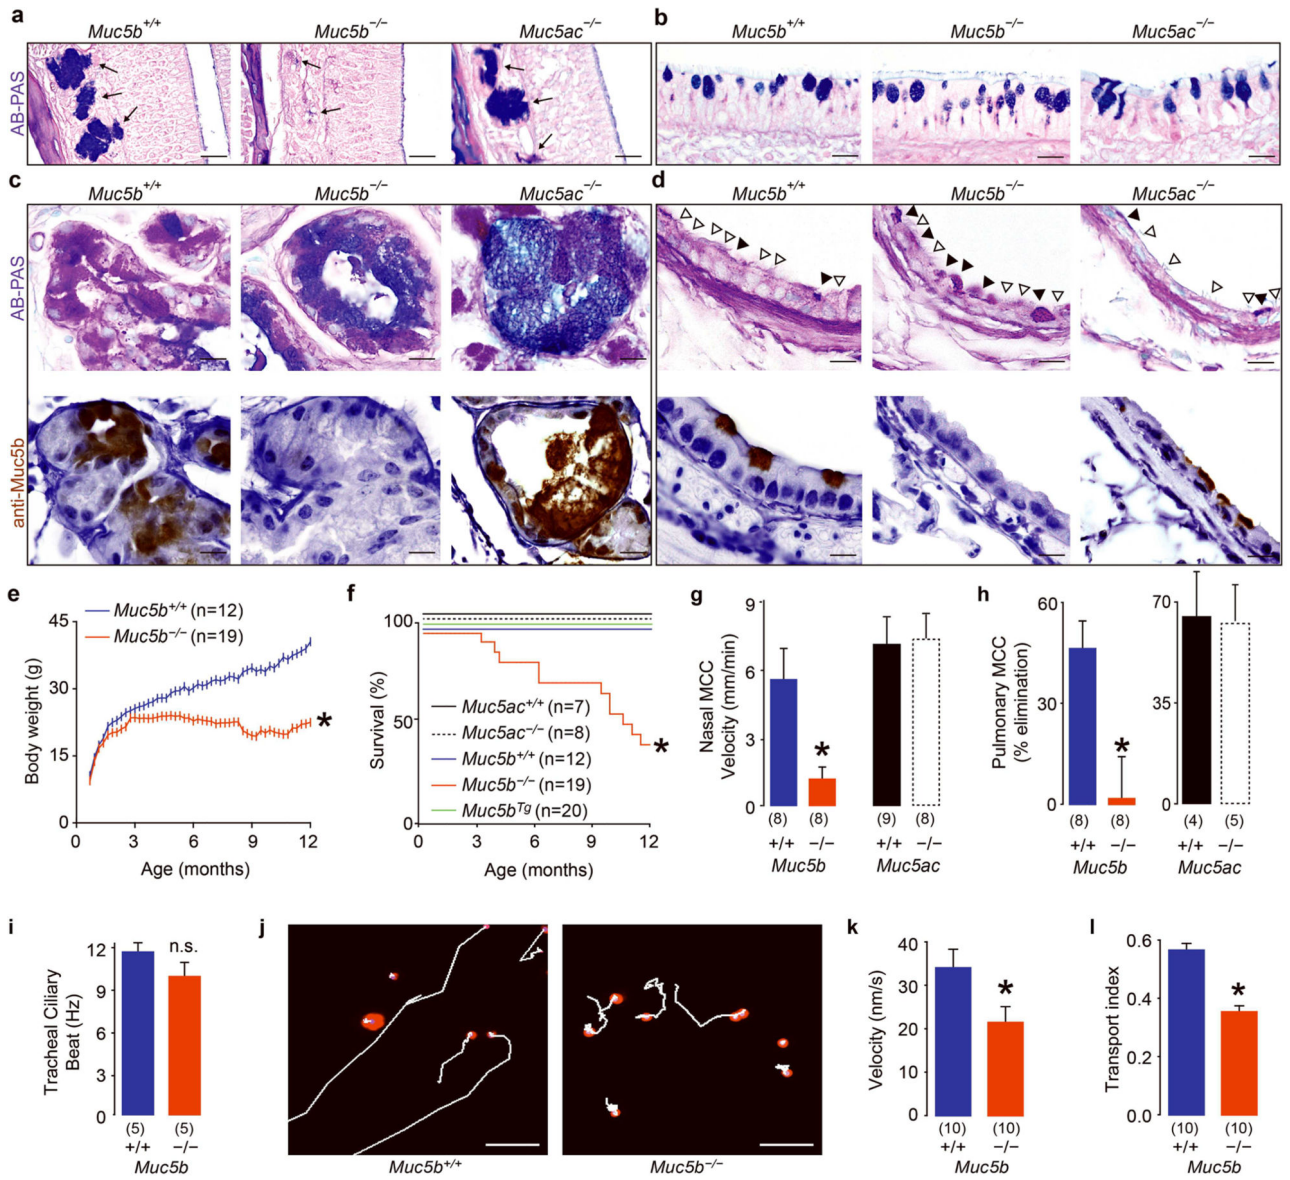 a
Muc5b+/+
Muc5b−/−
Muc5ac−/−
AB-PAS
b
Muc5b+/+
Muc5b−/−
Muc5ac−/−
c
Muc5b+/+
Muc5b−/−
Muc5ac−/−
AB-PAS
anti-Muc5b
d
Muc5b+/+
Muc5b−/−
Muc5ac−/−
e
Muc5b+/+ (n=12)
Muc5b−/− (n=19)
Body weight (g)
45
30
15
0
*
0 3 6 9 12
Age (months)
f
Survival (%)
100
50
0
Muc5ac+/+ (n=7)
Muc5ac−/− (n=8)
Muc5b+/+ (n=12)
Muc5b−/− (n=19)
Muc5bTg (n=20)
*
0 3 6 9 12
Age (months)
g
Nasal MCC
Velocity (mm/min)
9
6
3
0
*
(8) (8) (9) (8)
+/+ −/− +/+ −/−
Muc5b Muc5ac
h
Pulmonary MCC
(% elimination)
60
30
0
*
70
35
0
(8) (8) (4) (5)
+/+ −/− +/+ −/−
Muc5b Muc5ac
i
Tracheal Ciliary
Beat (Hz)
12
9
6
3
0
n.s.
(5) (5)
+/+ −/−
Muc5b
j
Muc5b+/+
Muc5b−/−
k
Velocity (nm/s)
40
30
20
10
0
*
(10) (10)
+/+ −/−
Muc5b
l
Transport index
0.6
0.4
0.2
0.0
*
(10) (10)
+/+ −/−
Muc5b